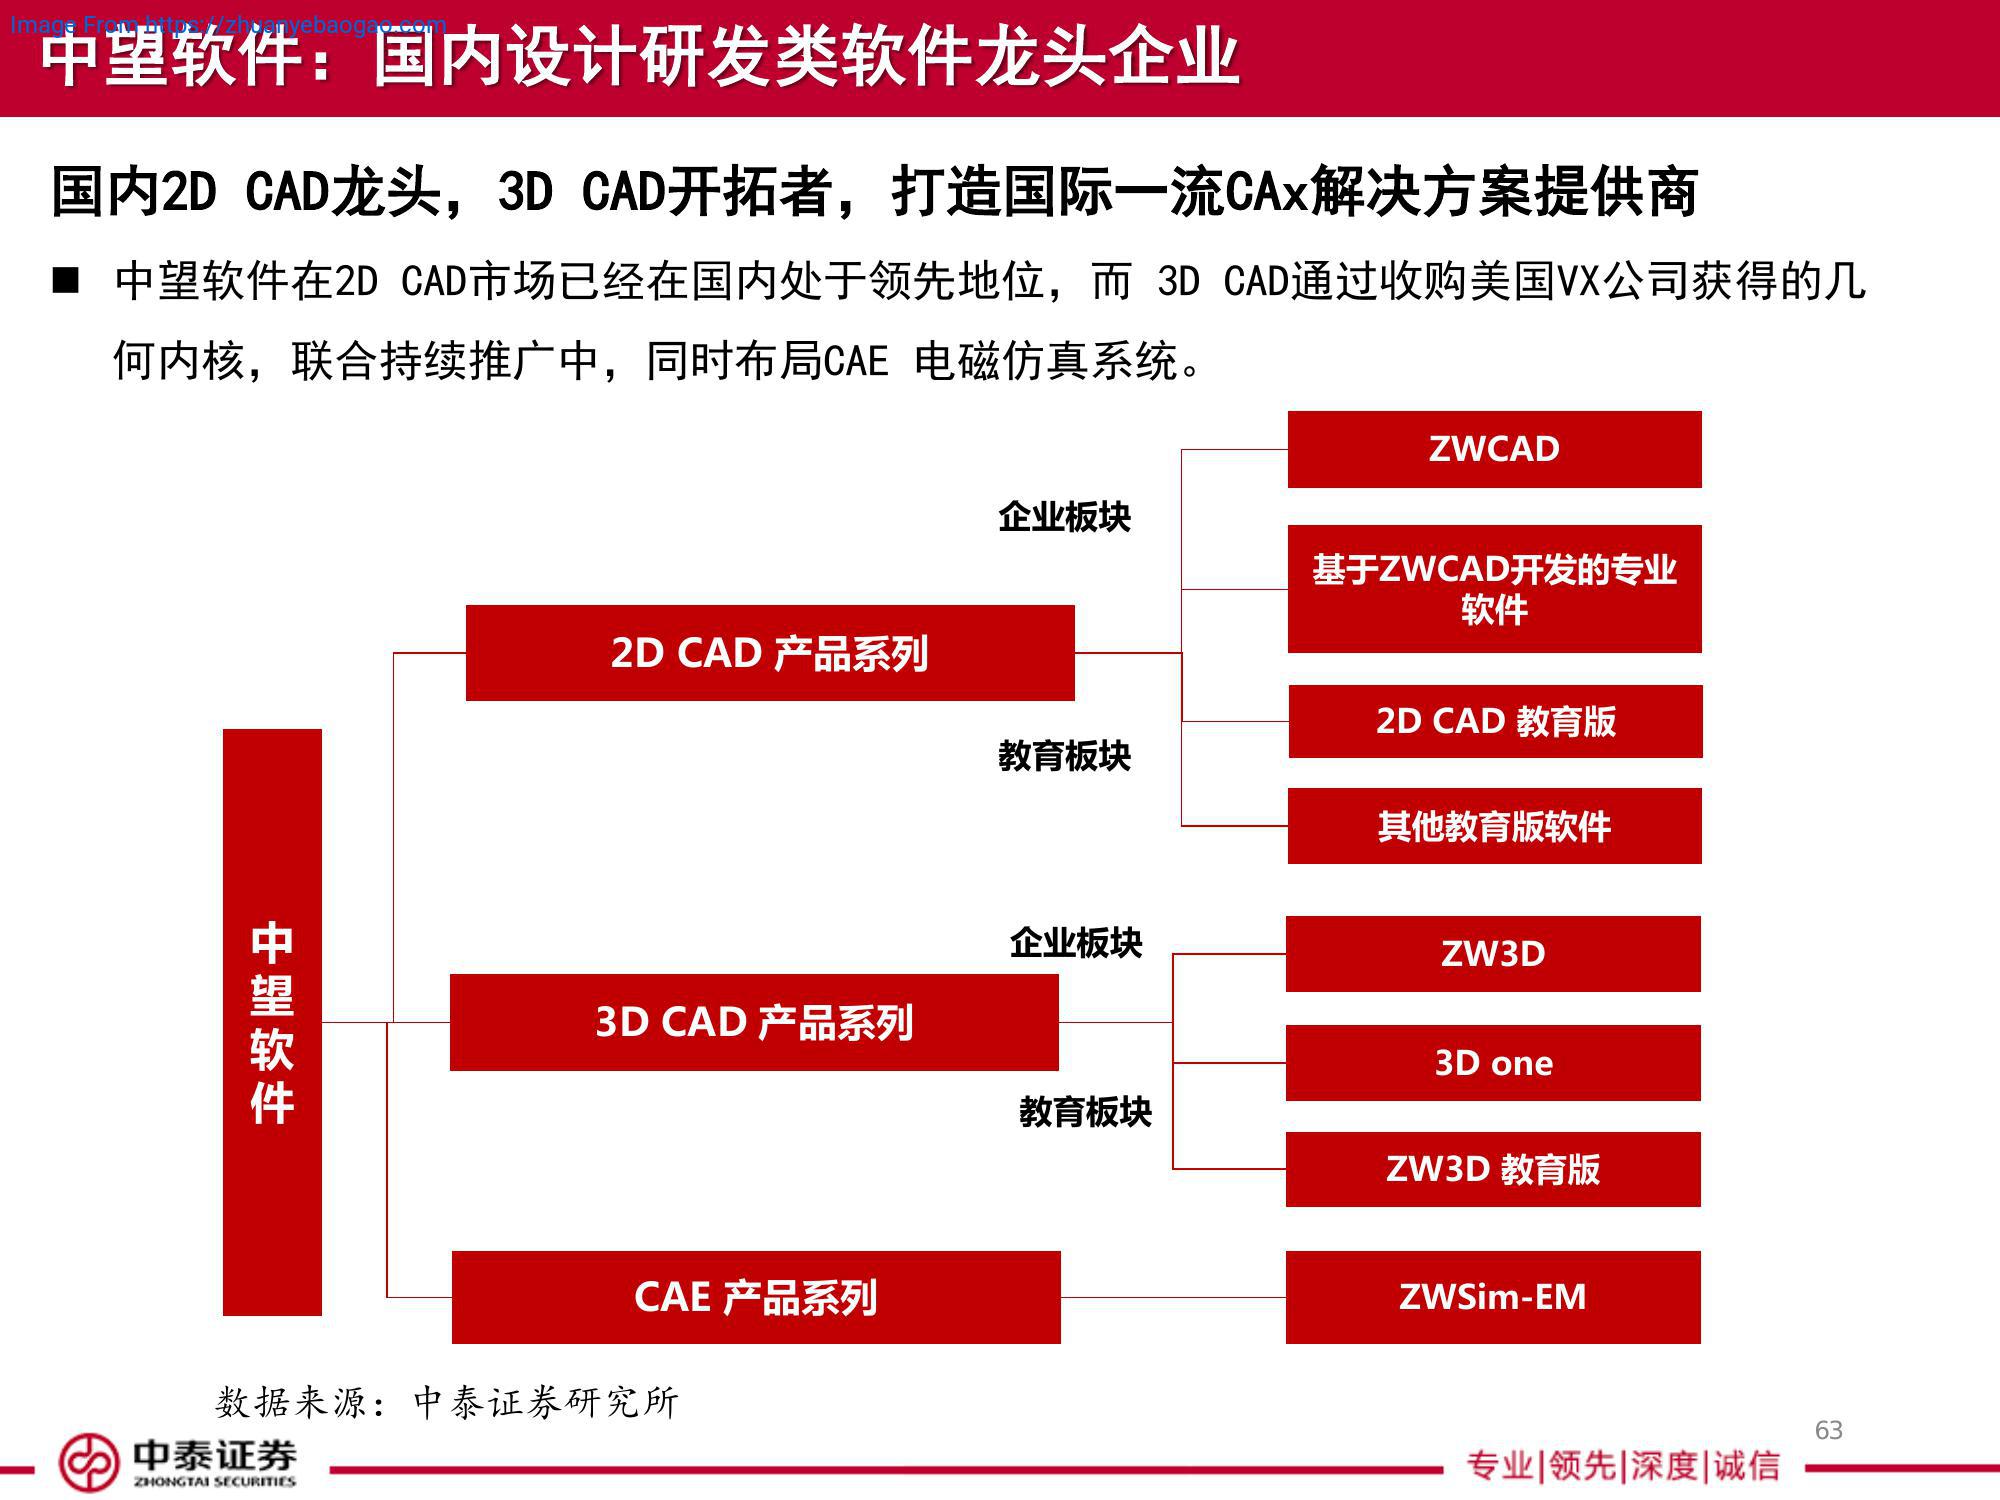 Image From https://zhuanyebaogao.com
中望软件：国内设计研发类软件龙头企业
国内2D CAD龙头，3D CAD开拓者，打造国际一流CAx解决方案提供商
■ 中望软件在2D CAD市场已经在国内处于领先地位，而 3D CAD通过收购美国VX公司获得的几
何内核，联合持续推广中，同时布局CAE 电磁仿真系统。
中
望
软
件
2D CAD 产品系列
企业板块
ZWCAD
基于ZWCAD开发的专业
软件
教育板块
2D CAD 教育版
其他教育版软件
3D CAD 产品系列
企业板块
ZW3D
教育板块
3D one
ZW3D 教育版
CAE 产品系列
ZWSim-EM
数据来源：中泰证券研究所
中泰证券
ZHONGTAI SECURITIES
专业|领先|深度|诚信
63